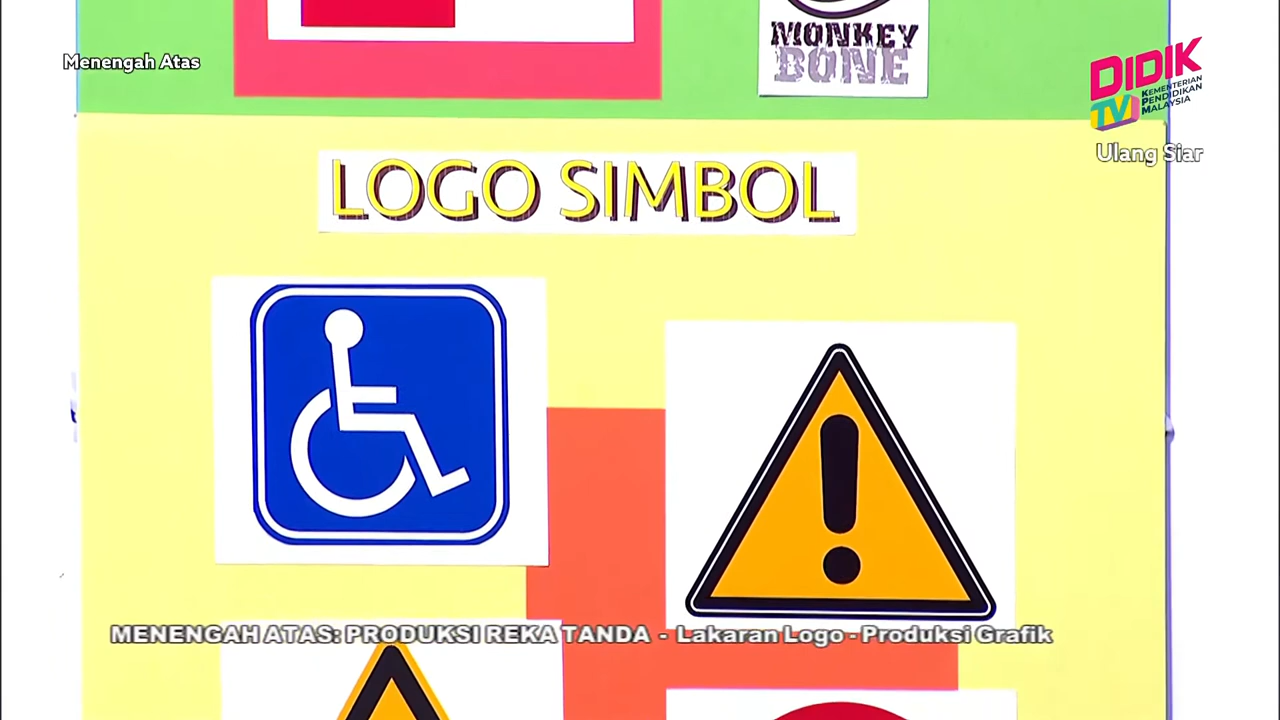 Menengah Atas
MONKEY
BONE
DIDIK
TV
KEMENTERIAN
PENDIDIKAN
MALAYSIA
Ulang Siar
LOGO SIMBOL
MENENGAH ATAS: PRODUKSI REKA TANDA - Lakaran Logo - Produksi Grafik